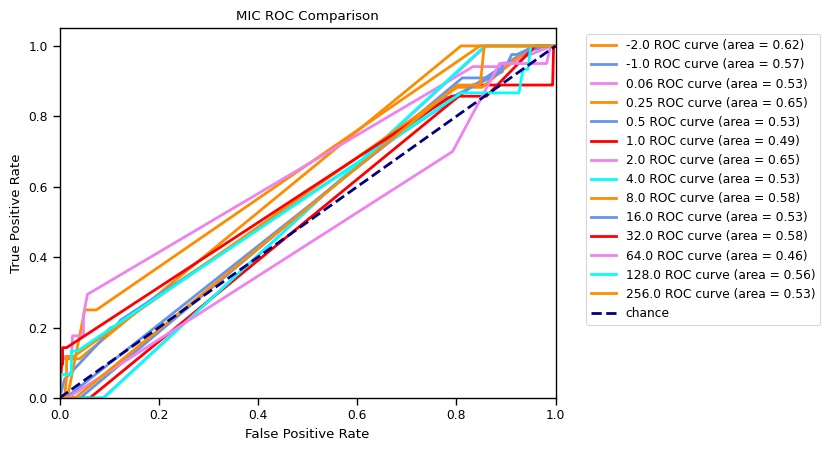 MIC ROC Comparison
1.0
0.8
0.6
0.4
0.2
0.0
True Positive Rate
0.0 0.2 0.4 0.6 0.8 1.0
False Positive Rate
-2.0 ROC curve (area = 0.62)
-1.0 ROC curve (area = 0.57)
0.06 ROC curve (area = 0.53)
0.25 ROC curve (area = 0.65)
0.5 ROC curve (area = 0.53)
1.0 ROC curve (area = 0.49)
2.0 ROC curve (area = 0.65)
4.0 ROC curve (area = 0.53)
8.0 ROC curve (area = 0.58)
16.0 ROC curve (area = 0.53)
32.0 ROC curve (area = 0.58)
64.0 ROC curve (area = 0.46)
128.0 ROC curve (area = 0.56)
256.0 ROC curve (area = 0.53)
chance